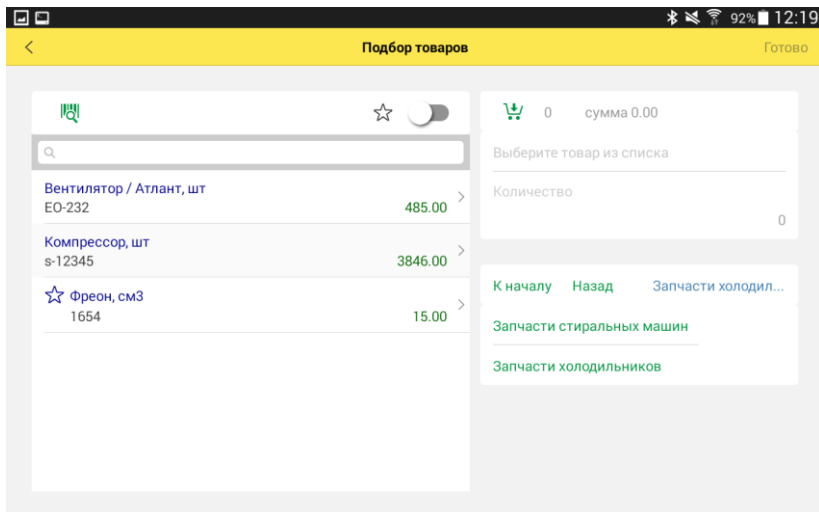 92% 12:19
Подбор товаров
Готово
0 сумма 0.00
Выберите товар из списка
Количество
0
Вентилятор / Атлант, шт
ЕО-232
485.00
Компрессор, шт
s-12345
3846.00
Фреон, см3
1654
15.00
К началу Назад Запчасти холодил...
Запчасти стиральных машин
Запчасти холодильников